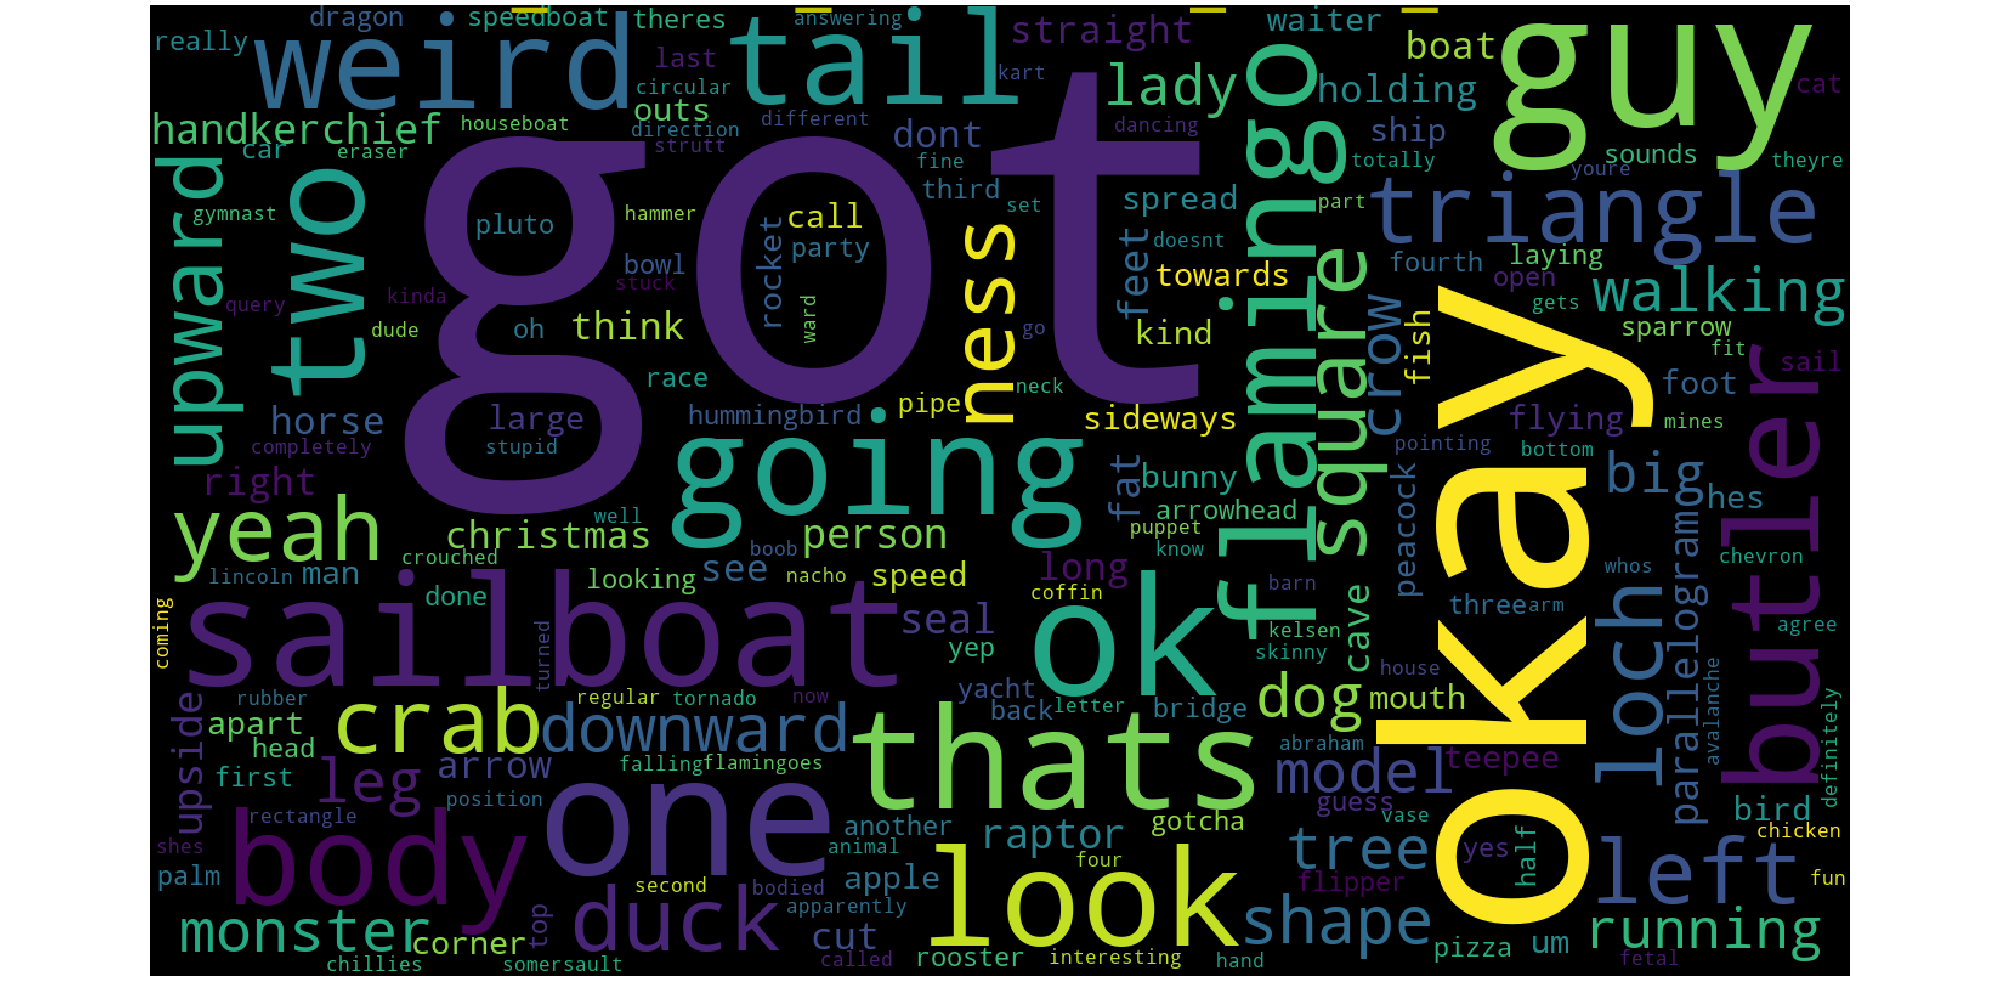 dragon
speedboat
theres
answering
waiter
really
weird
tail
straight
boat
guy
last
kart
lady
flamingo
holding
cat
circular
outs
handkerchief
houseboat
direction
different
dont
dancing
ship
car
eraser
strutt
got
fine
totally
sounds
theyre
youre
upward
two
gymnast
pluto
hammer
rocket
call
party
third
set
ness
feet
spread
part
triangle
doesnt
square
bowl
stuck
towards
fourth
laying
open
walking
query
kinda
dude
oh
think
ward
go
kind
crow
fish
okay
gets
sparrow
fit
sail
race
neck
foot
butler
horse
large
hummingbird
pipe
sideways
flying
mines
completely
stupid
going
pointing
bottom
right
fat
bunny
peacock
big
hes
yeah
well
arrowhead
christmas
person
puppet
know
crouched
boob
chevron
lincoln
man
looking
see
nacho
speed
long
barn
whos
loch
parallelogramo
coming
done
sailboat
coffin
ok
three
arm
turned
seal
yep
kelsen
skinny
cave
agree
rubber
regular
tornado
now
yacht
dog
house
mouth
upside
apart
crab
downward
back
letter
bridge
avalanche
definitely
head
thats
abraham
first
leg
arrow
falling
flamingoes
model
teepee
position
one
guess
vase
rectangle
body
another
raptor
gotcha
bird
shes
animal
tree
yes
half
chicken
palm
second
bodied
apple
four
look
flipper
left
fun
duck
apparently
shape
monster
corner
top
cut
running
chillies
somersault
called
rooster
interesting
hand
pizza
um
fetal